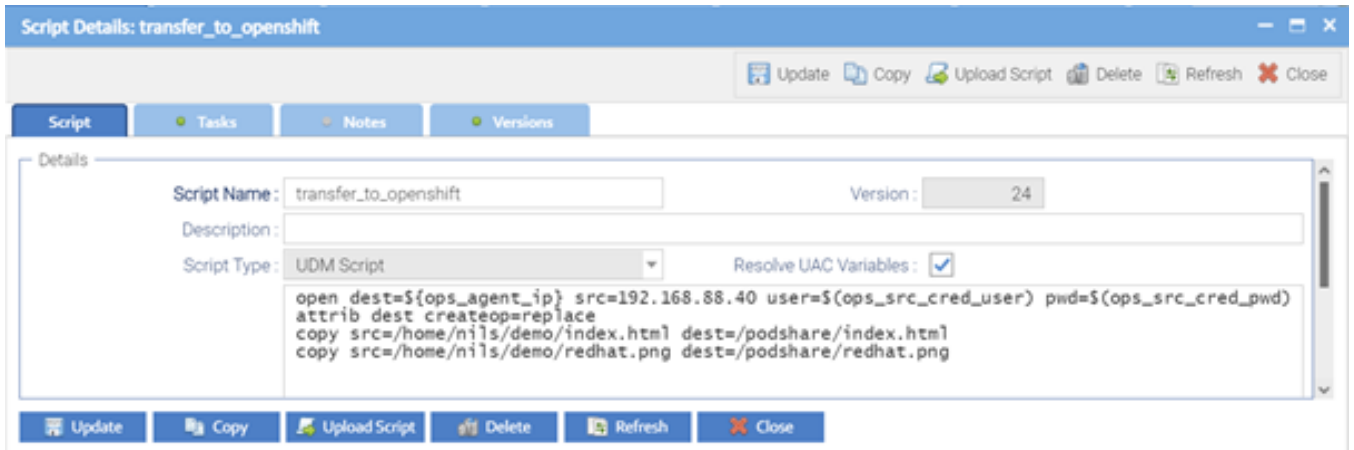 Script Details: transfer_to_openshift
Update Copy Upload Script Delete Refresh Close
Script Tasks Notes Versions
Details
Script Name : transfer_to_openshift Version : 24
Description :
Script Type : UDM Script Resolve UAC Variables :
open dest=${ops_agent_ip} src=192.168.88.40 user=$(ops_src_cred_user) pwd=$(ops_src_cred_pwd)
attrib dest createop=replace
copy src=/home/nils/demo/index.html dest=/podshare/index.html
copy src=/home/nils/demo/redhat.png dest=/podshare/redhat.png
Update Copy Upload Script Delete Refresh Close